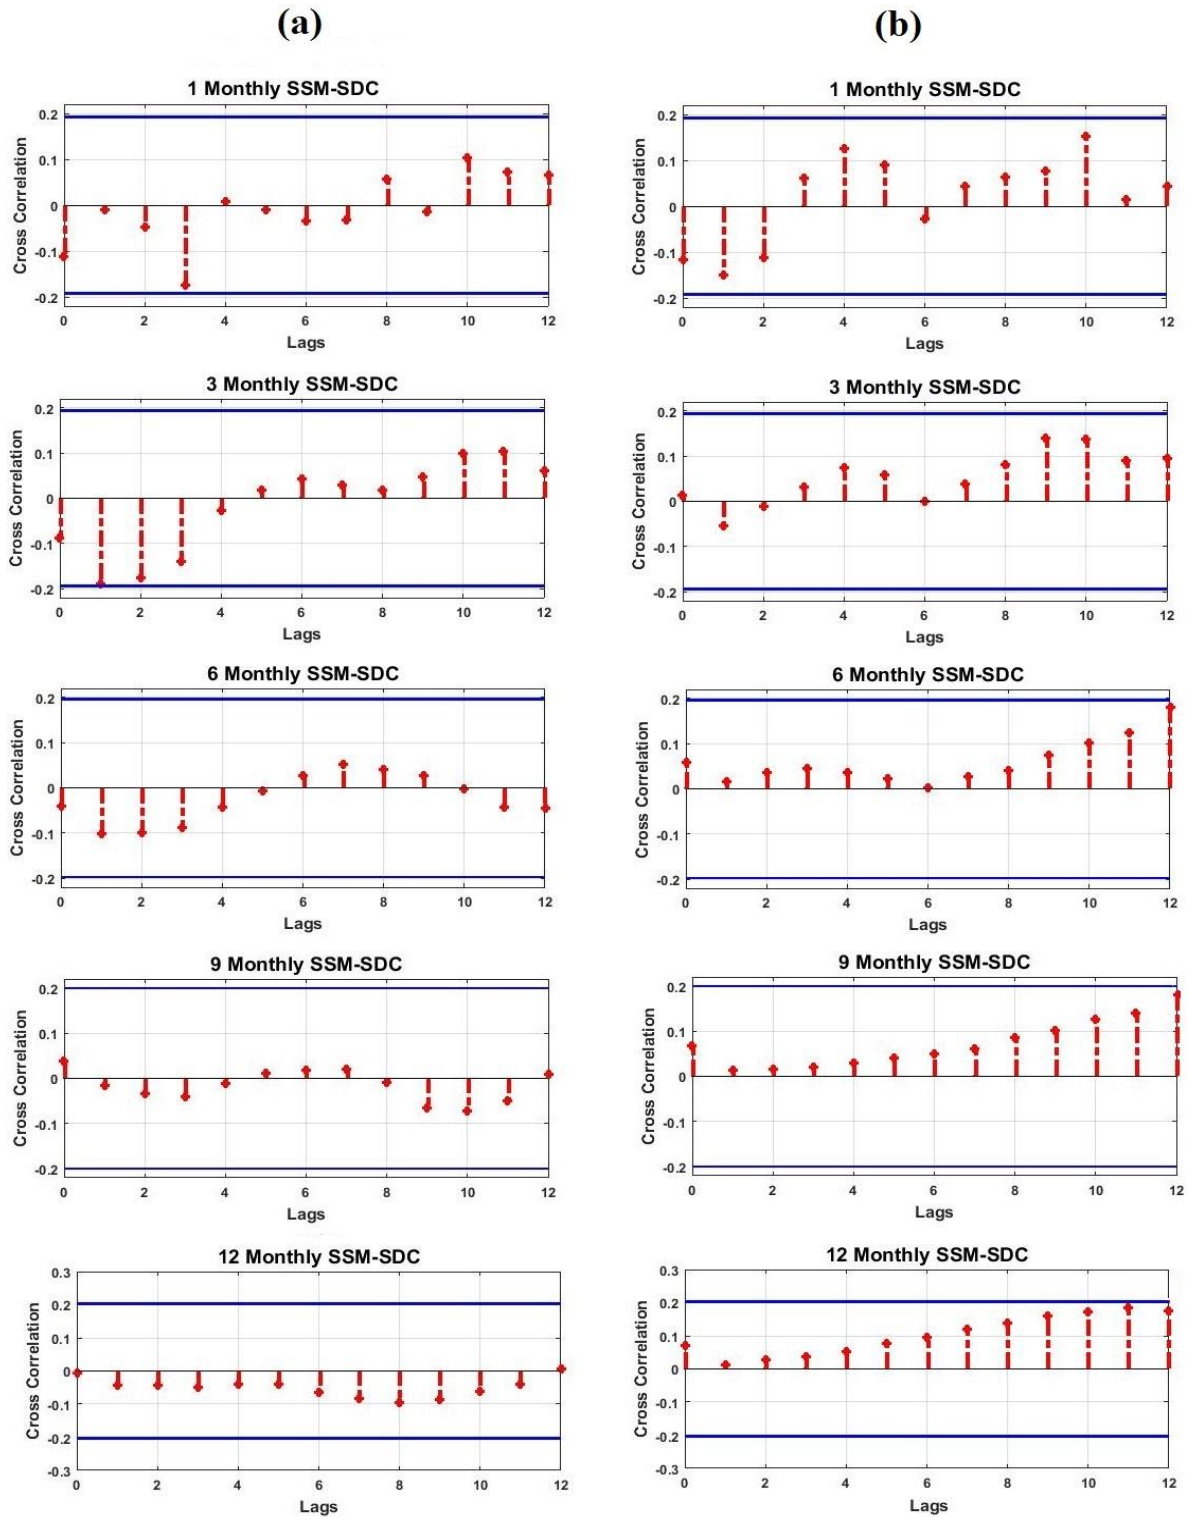 (a)
(b)
1 Monthly SSM-SDC
0.2
0.1
0
-0.1
-0.2
Cross Correlation
0 2 4 6 8 10 12
Lags
1 Monthly SSM-SDC
0.2
0.1
0
-0.1
-0.2
Cross Correlation
0 2 4 6 8 10 12
Lags
3 Monthly SSM-SDC
0.2
0.1
0
-0.1
-0.2
Cross Correlation
0 2 4 6 8 10 12
Lags
3 Monthly SSM-SDC
0.2
0.1
0
-0.1
-0.2
Cross Correlation
0 2 4 6 8 10 12
Lags
6 Monthly SSM-SDC
0.2
0.1
0
-0.1
-0.2
Cross Correlation
0 2 4 6 8 10 12
Lags
6 Monthly SSM-SDC
0.2
0.1
0
-0.1
-0.2
Cross Correlation
0 2 4 6 8 10 12
Lags
9 Monthly SSM-SDC
0.2
0.1
0
-0.1
-0.2
Cross Correlation
0 2 4 6 8 10 12
Lags
9 Monthly SSM-SDC
0.2
0.1
0
-0.1
-0.2
Cross Correlation
0 2 4 6 8 10 12
Lags
12 Monthly SSM-SDC
0.3
0.2
0.1
0
-0.1
-0.2
-0.3
Cross Correlation
0 2 4 6 8 10 12
Lags
12 Monthly SSM-SDC
0.3
0.2
0.1
0
-0.1
-0.2
-0.3
Cross Correlation
0 2 4 6 8 10 12
Lags